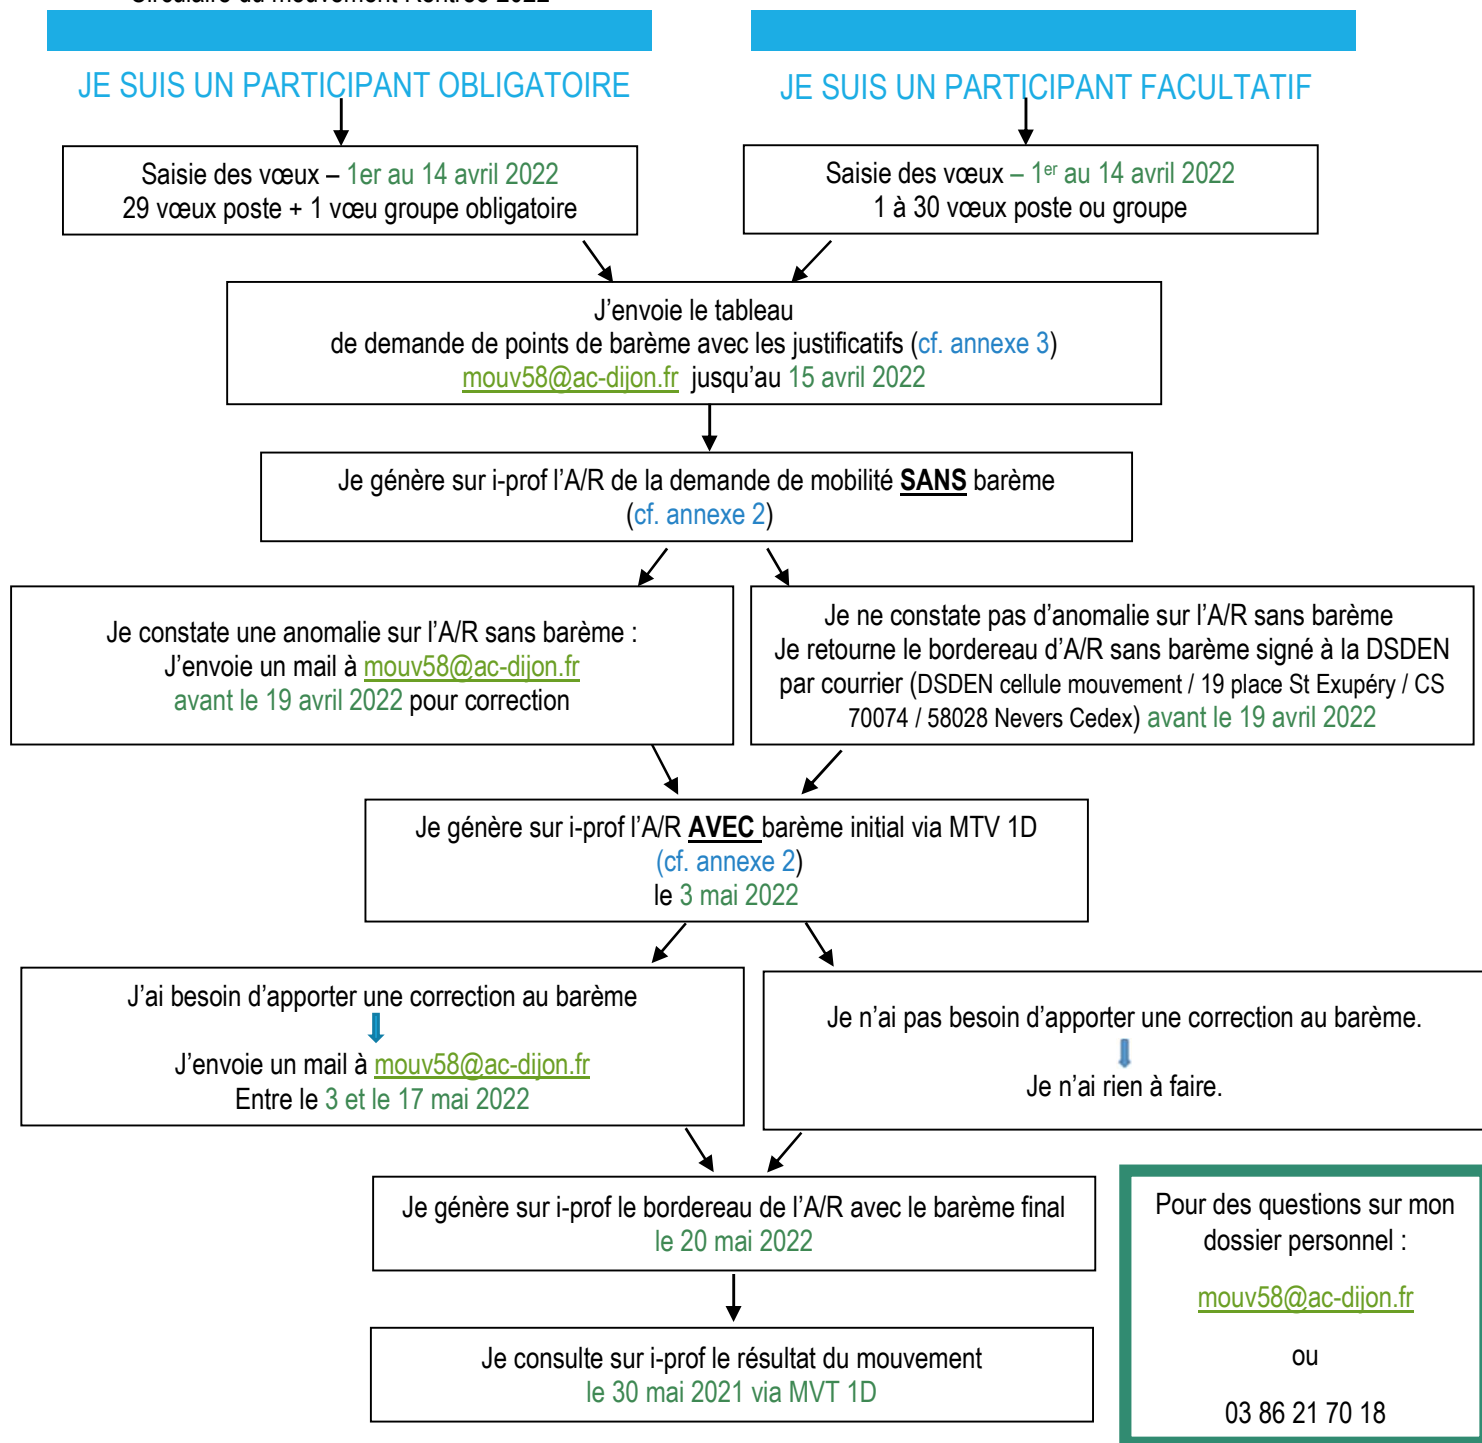 Circulaire du mouvement Rentrée 2022
JE SUIS UN PARTICIPANT OBLIGATOIRE
JE SUIS UN PARTICIPANT FACULTATIF
Saisie des vœux – 1er au 14 avril 2022
29 vœux poste + 1 vœu groupe obligatoire
Saisie des vœux – 1er au 14 avril 2022
1 à 30 vœux poste ou groupe
J’envoie le tableau
de demande de points de barème avec les justificatifs (cf. annexe 3)
mouv58@ac-dijon.fr jusqu’au 15 avril 2022
Je génère sur i-prof l’A/R de la demande de mobilité SANS barème
(cf. annexe 2)
Je constate une anomalie sur l’A/R sans barème :
J’envoie un mail à mouv58@ac-dijon.fr
avant le 19 avril 2022 pour correction
Je ne constate pas d’anomalie sur l’A/R sans barème
Je retourne le bordereau d’A/R sans barème signé à la DSDEN
par courrier (DSDEN cellule mouvement / 19 place St Exupéry / CS
70074 / 58028 Nevers Cedex) avant le 19 avril 2022
Je génère sur i-prof l’A/R AVEC barème initial via MTV 1D
(cf. annexe 2)
le 3 mai 2022
J’ai besoin d’apporter une correction au barème
J’envoie un mail à mouv58@ac-dijon.fr
Entre le 3 et le 17 mai 2022
Je n’ai pas besoin d’apporter une correction au barème.
Je n’ai rien à faire.
Je génère sur i-prof le bordereau de l’A/R avec le barème final
le 20 mai 2022
Je consulte sur i-prof le résultat du mouvement
le 30 mai 2021 via MVT 1D
Pour des questions sur mon
dossier personnel :
mouv58@ac-dijon.fr
ou
03 86 21 70 18